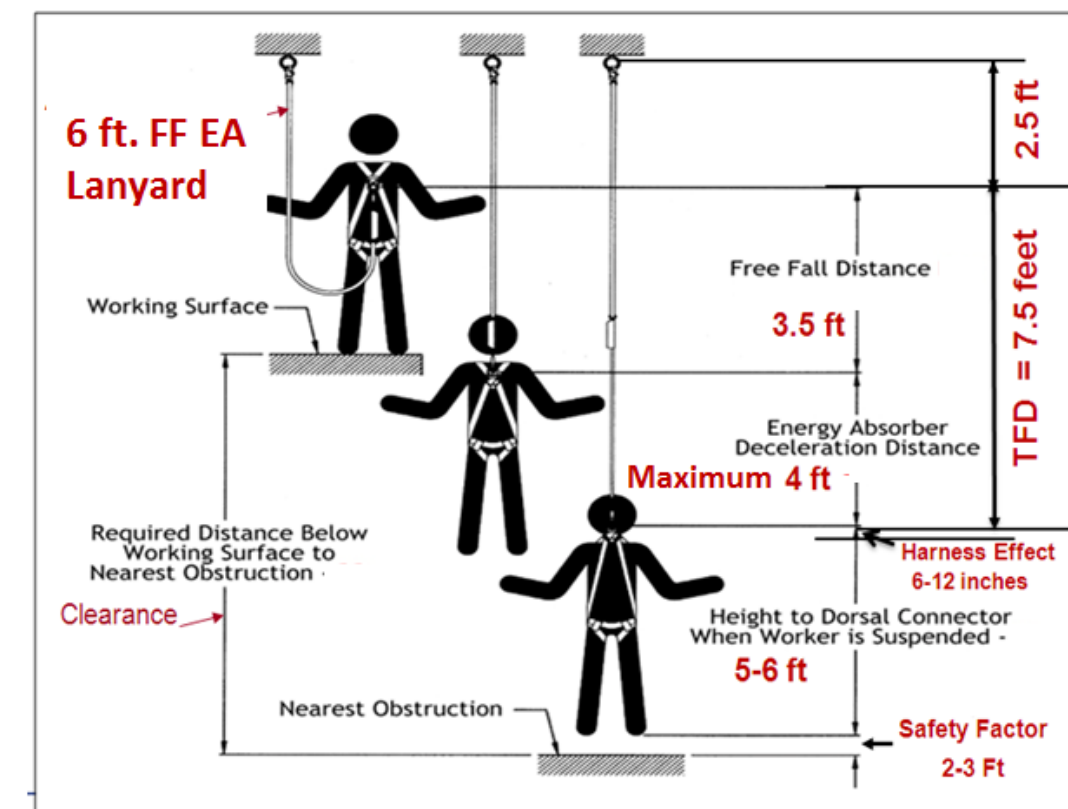 6 ft. FF EA
Lanyard
2.5 ft
Free Fall Distance
Working Surface
3.5 ft
TFD = 7.5 feet
Energy Absorber
Deceleration Distance
Maximum 4 ft
Required Distance Below
Working Surface to
Nearest Obstruction
Clearance
Harness Effect
6-12 inches
Height to Dorsal Connector
When Worker is Suspended -
5-6 ft
Nearest Obstruction
Safety Factor
2-3 Ft